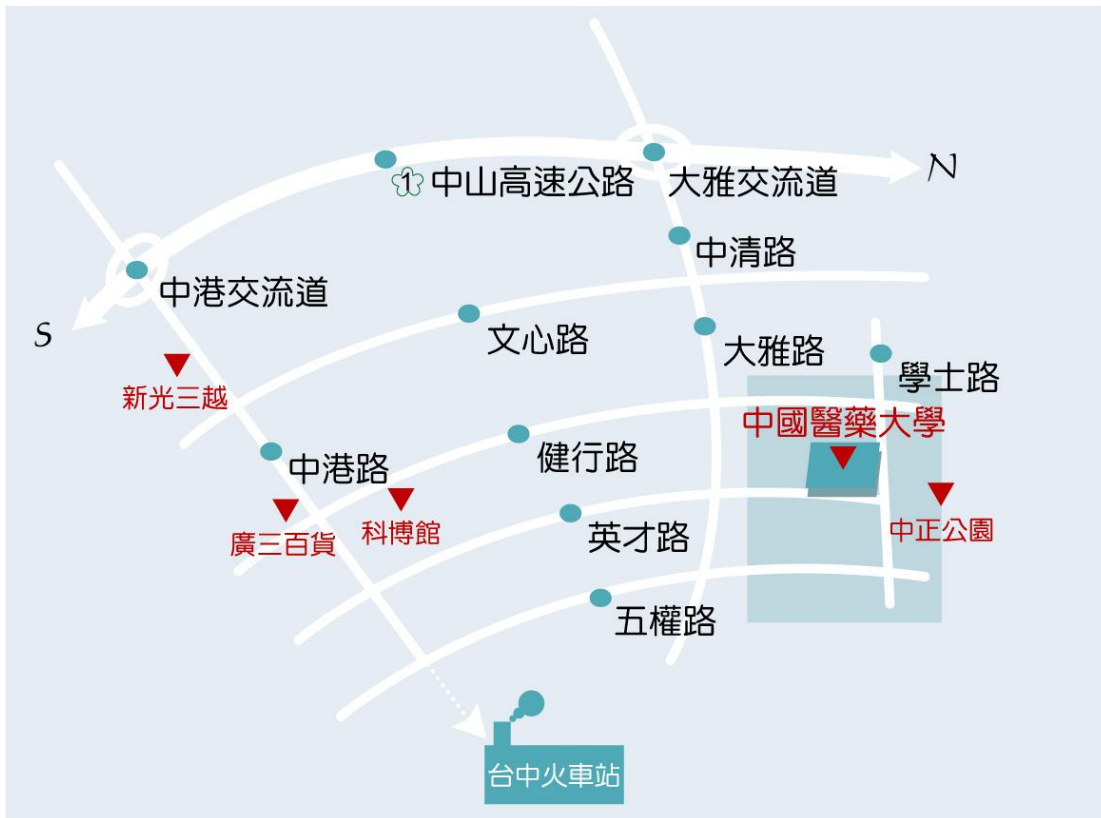 N
1
中山高速公路
大雅交流道
中清路
中港交流道
S
文心路
大雅路
學士路
新光三越
中國醫藥大學
中港路
健行路
廣三百貨
科博館
英才路
中正公園
五權路
台中火車站